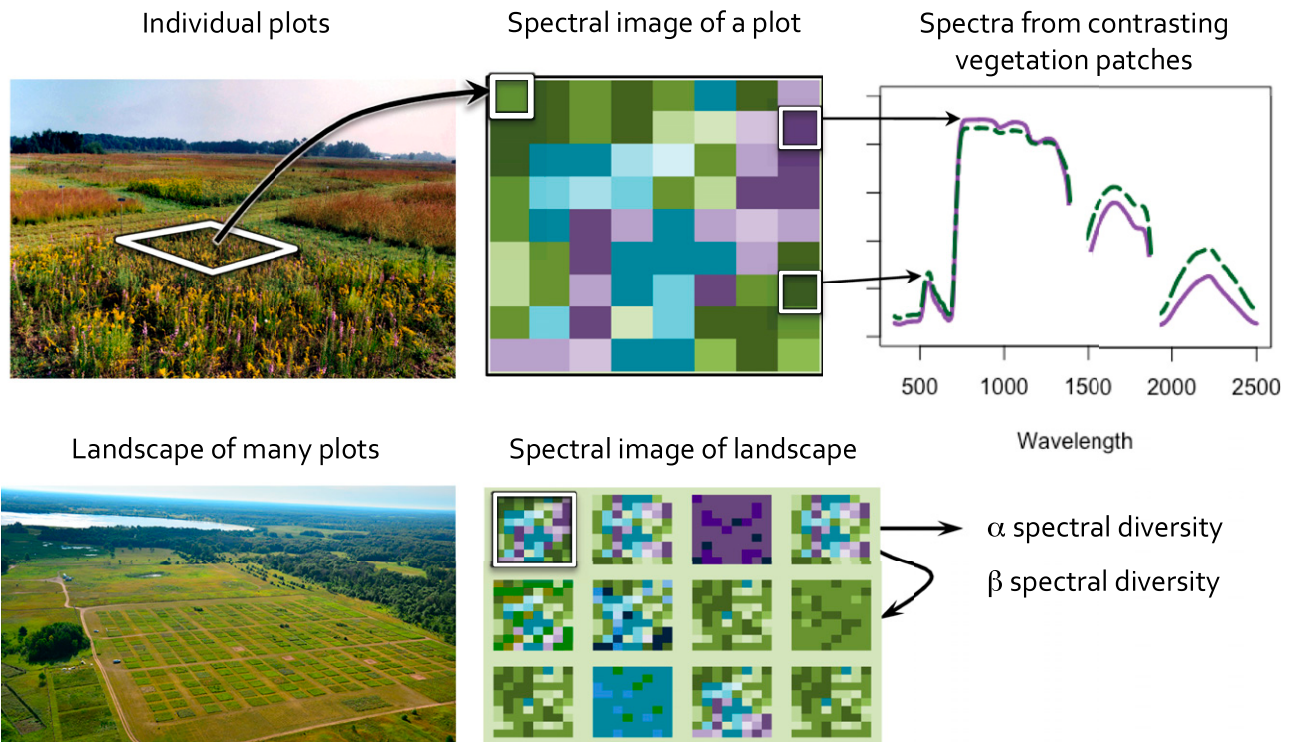 Individual plots
Spectral image of a plot
Spectra from contrasting
vegetation patches
500 1000 1500 2000 2500
Wavelength
Landscape of many plots
Spectral image of landscape
α spectral diversity
β spectral diversity